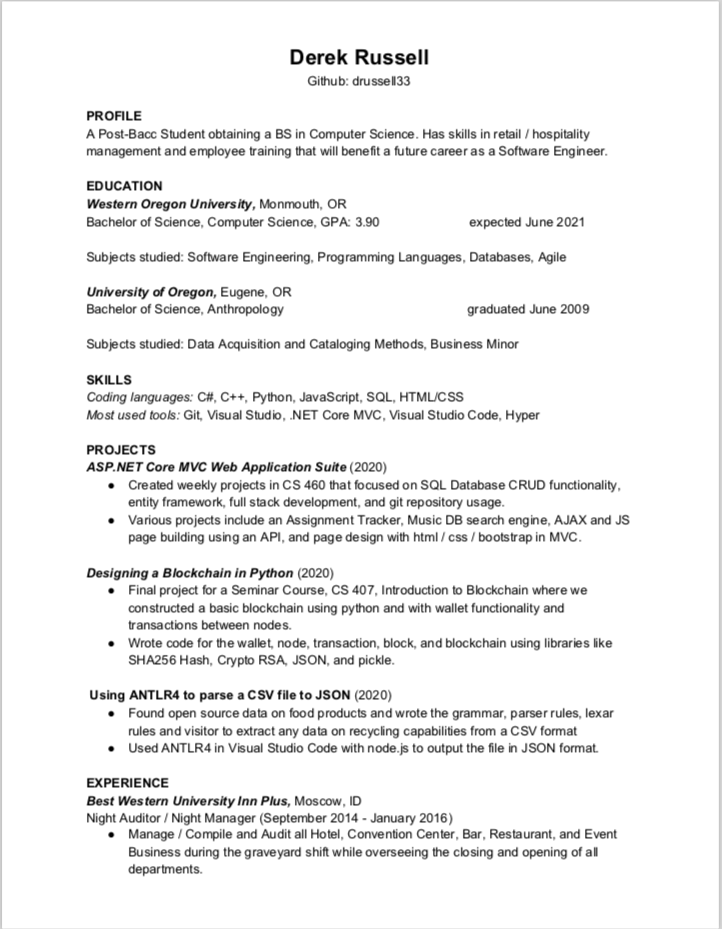 Derek Russell
Github: drussell33
PROFILE
A Post-Bacc Student obtaining a BS in Computer Science. Has skills in retail / hospitality
management and employee training that will benefit a future career as a Software Engineer.
EDUCATION
Western Oregon University, Monmouth, OR
Bachelor of Science, Computer Science, GPA: 3.90 expected June 2021
Subjects studied: Software Engineering, Programming Languages, Databases, Agile
University of Oregon, Eugene, OR
Bachelor of Science, Anthropology graduated June 2009
Subjects studied: Data Acquisition and Cataloging Methods, Business Minor
SKILLS
Coding languages: C#, C++, Python, JavaScript, SQL, HTML/CSS
Most used tools: Git, Visual Studio, .NET Core MVC, Visual Studio Code, Hyper
PROJECTS
ASP.NET Core MVC Web Application Suite (2020)
● Created weekly projects in CS 460 that focused on SQL Database CRUD functionality,
entity framework, full stack development, and git repository usage.
● Various projects include an Assignment Tracker, Music DB search engine, AJAX and JS
page building using an API, and page design with html / css / bootstrap in MVC.
Designing a Blockchain in Python (2020)
● Final project for a Seminar Course, CS 407, Introduction to Blockchain where we
constructed a basic blockchain using python and with wallet functionality and
transactions between nodes.
● Wrote code for the wallet, node, transaction, block, and blockchain using libraries like
SHA256 Hash, Crypto RSA, JSON, and pickle.
Using ANTLR4 to parse a CSV file to JSON (2020)
● Found open source data on food products and wrote the grammar, parser rules, lexar
rules and visitor to extract any data on recycling capabilities from a CSV format
● Used ANTLR4 in Visual Studio Code with node.js to output the file in JSON format.
EXPERIENCE
Best Western University Inn Plus, Moscow, ID
Night Auditor / Night Manager (September 2014 - January 2016)
● Manage / Compile and Audit all Hotel, Convention Center, Bar, Restaurant, and Event
Business during the graveyard shift while overseeing the closing and opening of all
departments.